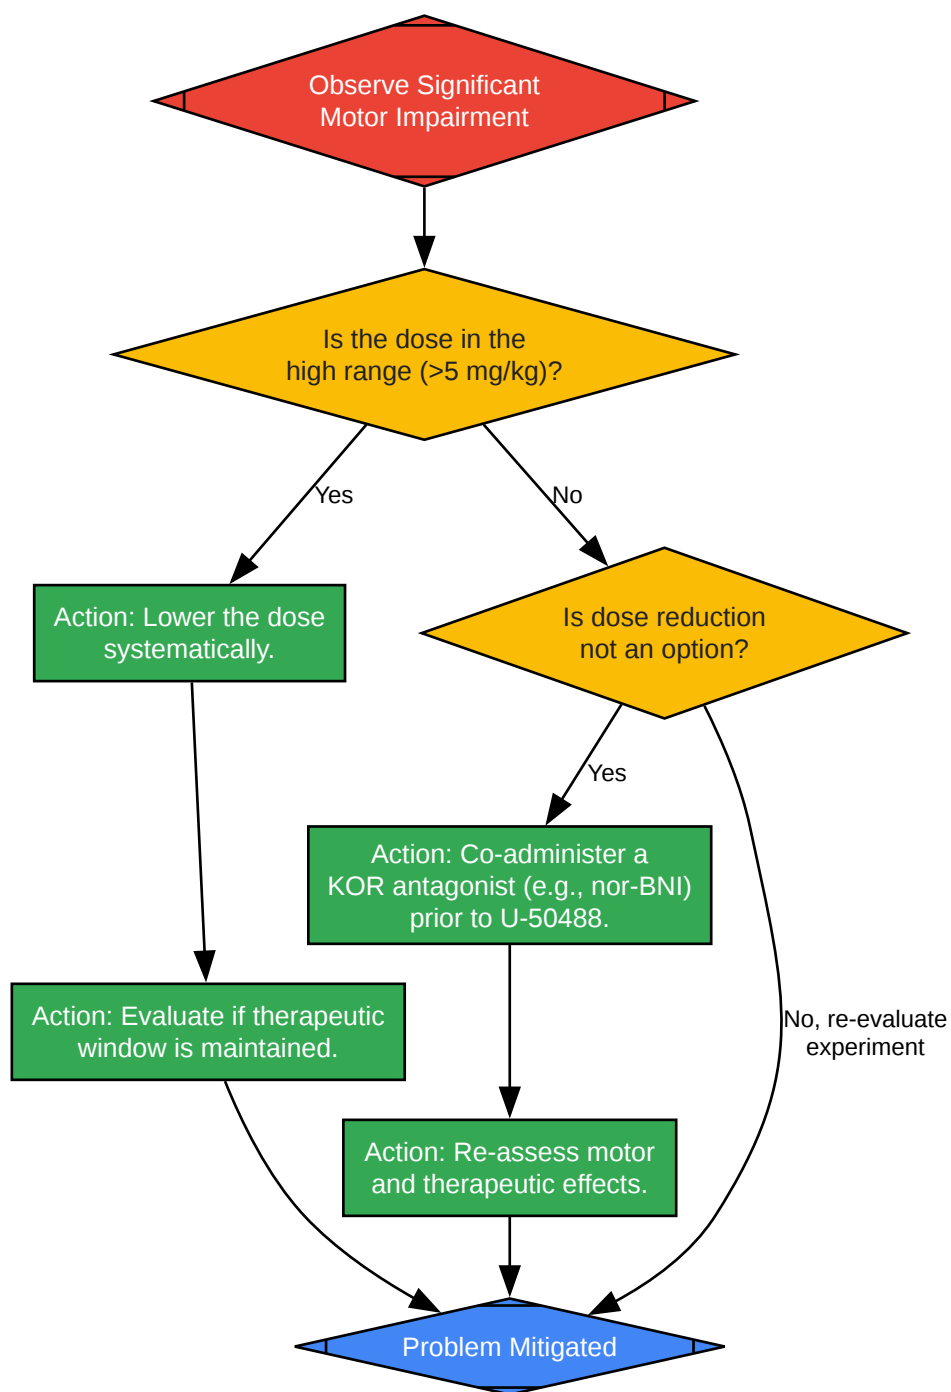 Observe Significant
Motor Impairment
Is the dose in the
high range (>5 mg/kg)?
Yes
No
Action: Lower the dose
systematically.
Is dose reduction
not an option?
Yes
Action: Co-administer a
KOR antagonist (e.g., nor-BNI)
prior to U-50488.
Action: Evaluate if therapeutic
window is maintained.
No, re-evaluate
experiment
Action: Re-assess motor
and therapeutic effects.
Problem Mitigated